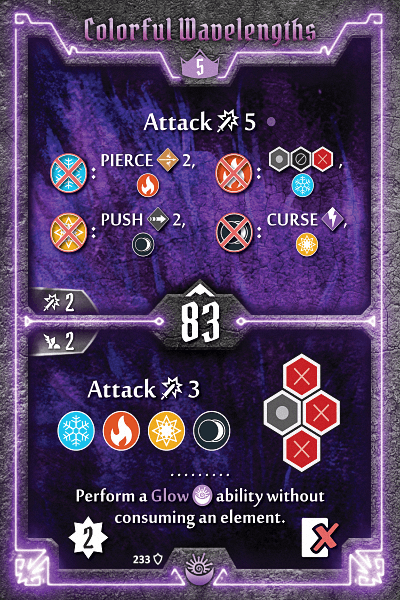 Colorful Wavelengths
5
Attack 5
: PIERCE 2, : ,
: PUSH 2, : CURSE ,
2
83
2
Attack 3
Perform a Glow ability without
consuming an element.
2
233